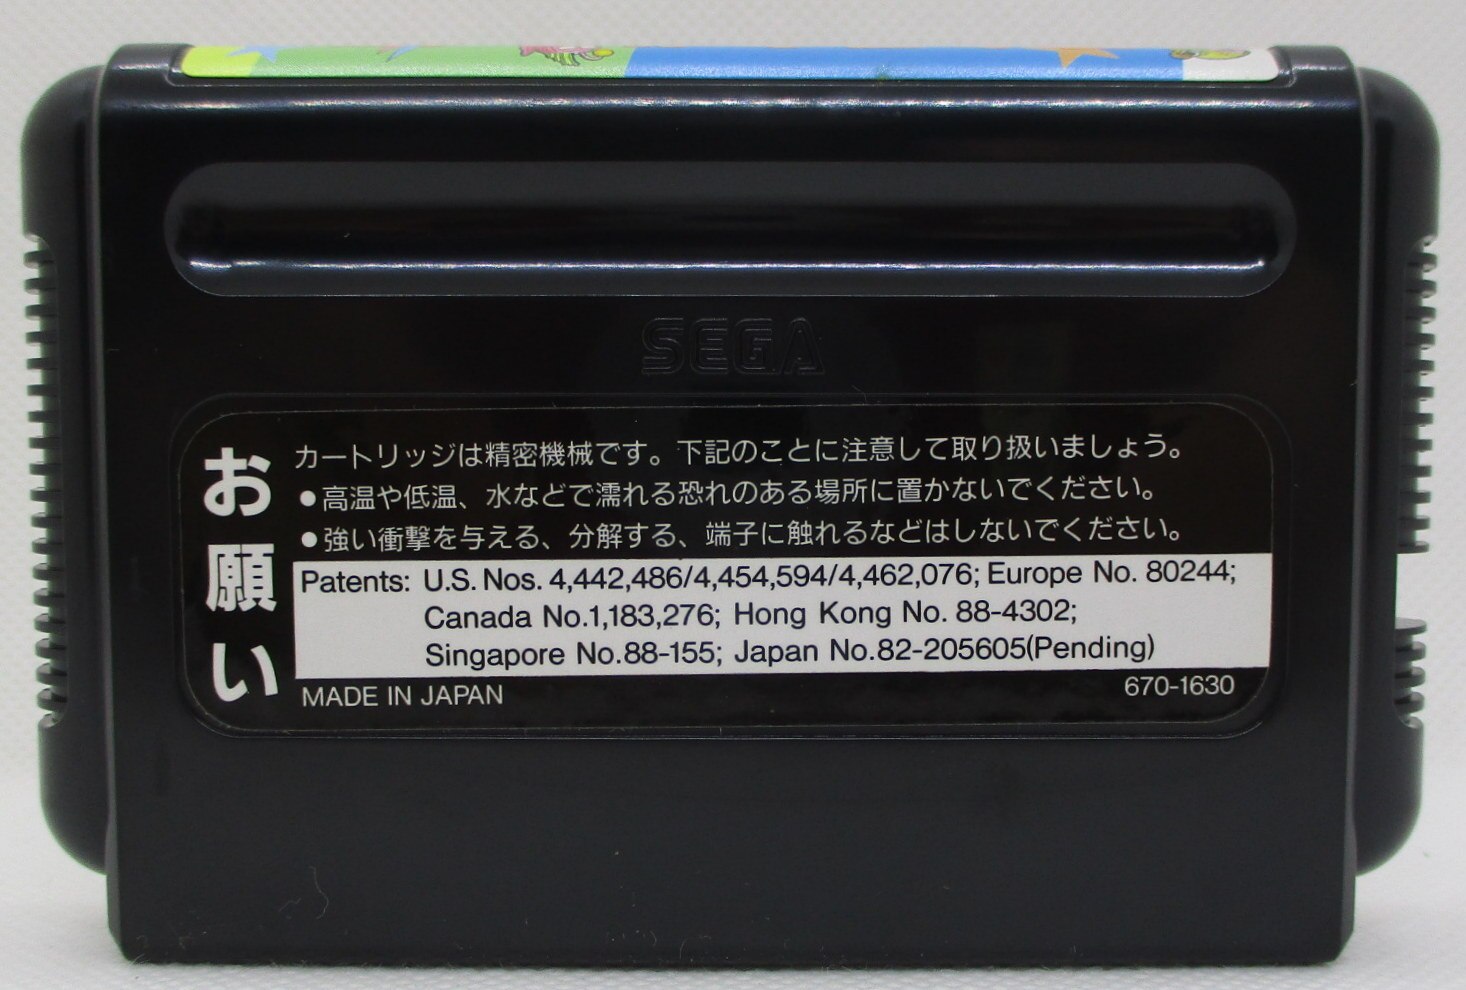 SEGA
お願い
カートリッジは精密機械です。下記のことに注意して取り扱いましょう。
●高温や低温、水などで濡れる恐れのある場所に置かないでください。
●強い衝撃を与える、分解する、端子に触れるなどはしないでください。
Patents: U.S. Nos. 4,442,486/4,454,594/4,462,076; Europe No. 80244;
Canada No.1,183,276; Hong Kong No. 88-4302;
Singapore No.88-155; Japan No.82-205605(Pending)
MADE IN JAPAN 670-1630